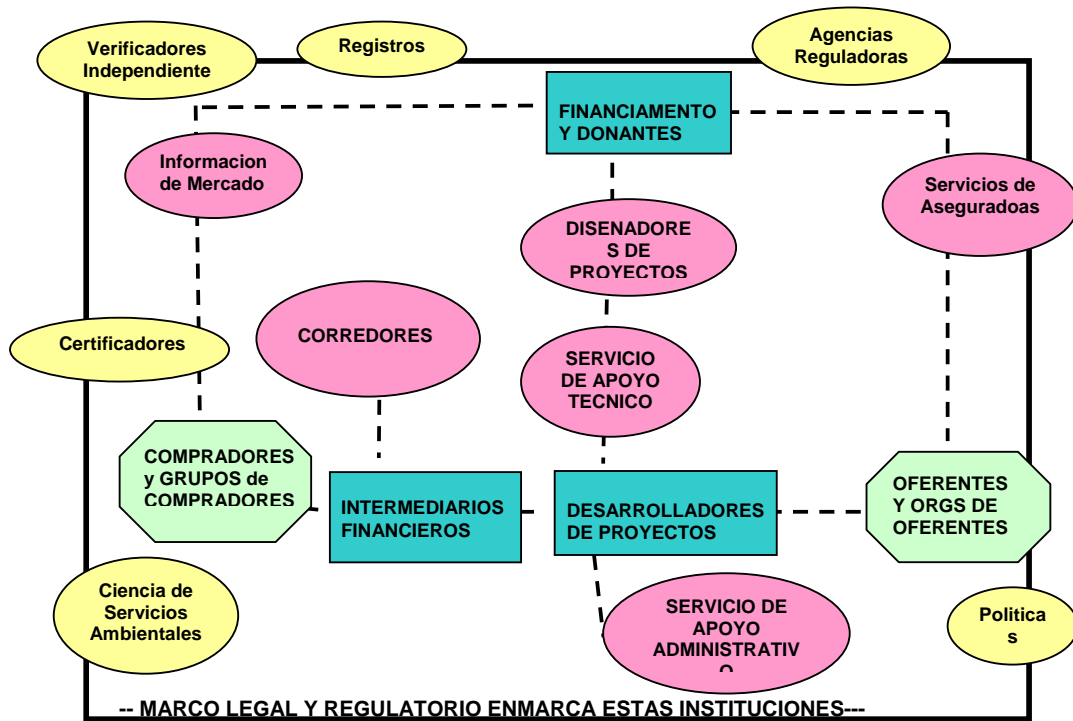 Verificadores
Independiente
Registros
Agencias
Reguladoras
FINANCIAMENTO
Y DONANTES
Informacion
de Mercado
Servicios de
Aseguradoas
DISENADORE
S DE
PROYECTOS
Certificadores
CORREDORES
SERVICIO
DE APOYO
TECNICO
COMPRADORES
y GRUPOS de
COMPRADORES
INTERMEDIARIOS
FINANCIEROS
DESARROLLADORES
DE PROYECTOS
OFERENTES
Y ORGS DE
OFERENTES
Ciencia de
Servicios
Ambientales
SERVICIO DE
APOYO
ADMINISTRATIV
O
Politica
s
-- MARCO LEGAL Y REGULATORIO ENMARCA ESTAS INSTITUCIONES---